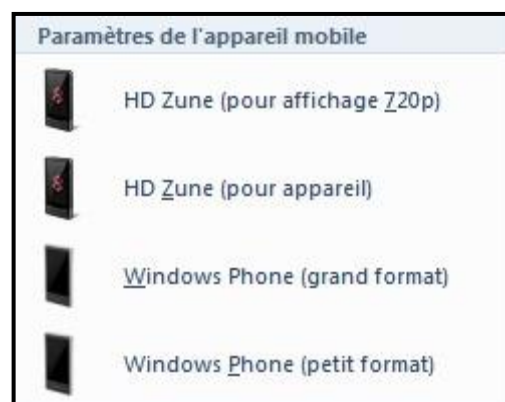 Paramètres de l'appareil mobile
HD Zune (pour affichage 720p)
HD Zune (pour appareil)
Windows Phone (grand format)
Windows Phone (petit format)